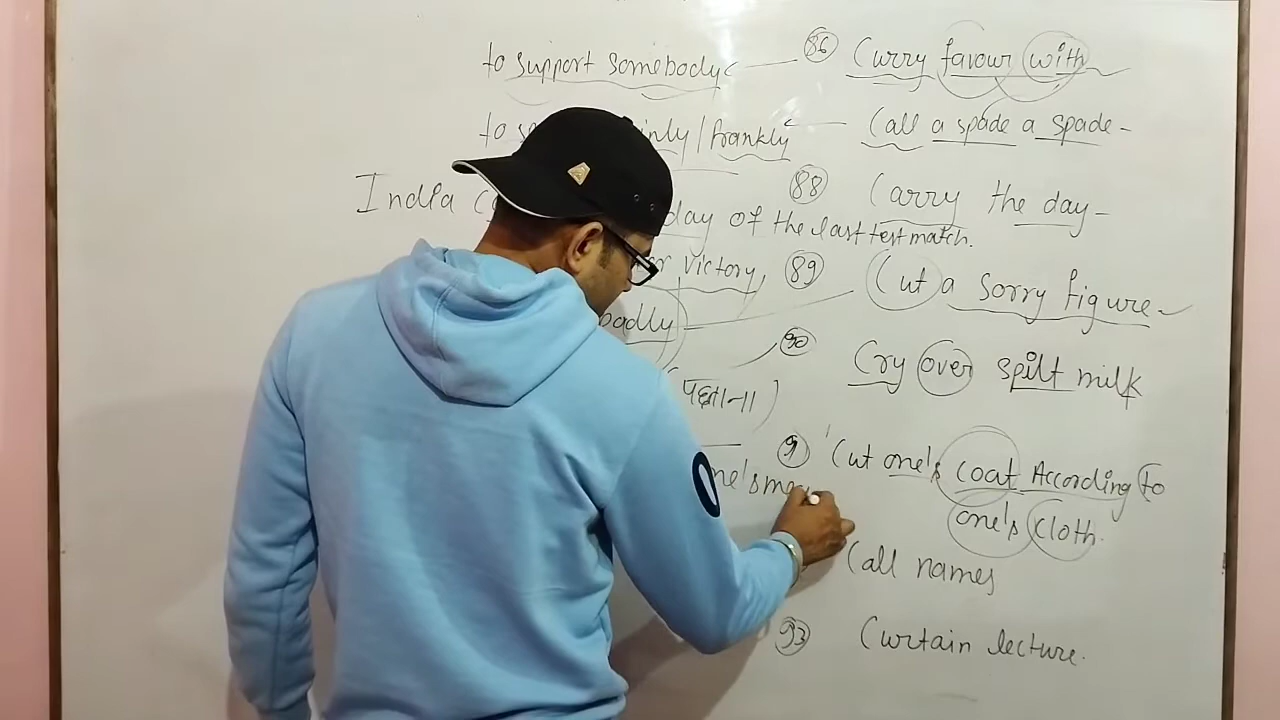 to support somebody (86) Curry favour with
to inly/frankly Call a spade a spade-
(88) Carry the day-
India day of the last test match.
or victory, (89) Cut a sorry figure-
badly
(90) Cry over spilt milk
(91) Cut one's coat According to
one's cloth.
Call names
(93) Curtain lecture.